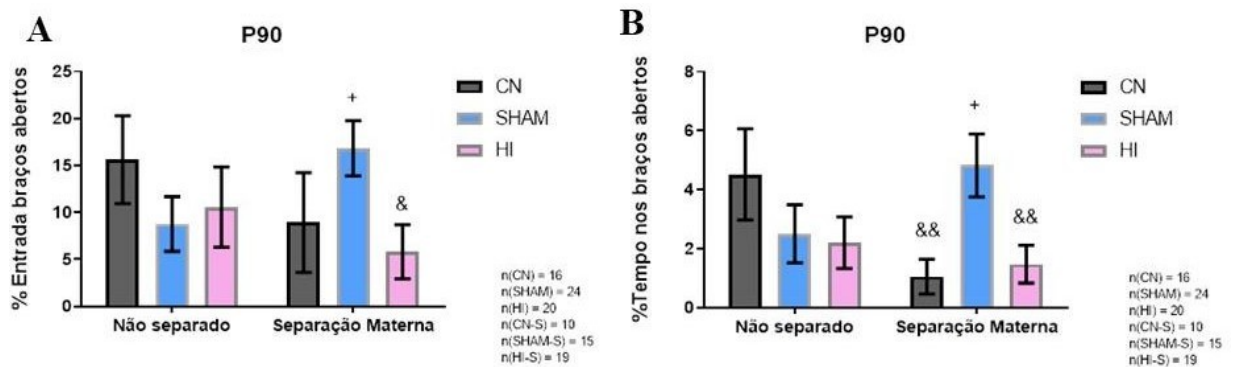 A
P90
% Entrada braços abertos
25
20
15
10
5
0
+
&
Não separado
Separação Materna
CN
SHAM
HI
n(CN) = 16
n(SHAM) = 24
n(HI) = 20
n(CN-S) = 10
n(SHAM-S) = 15
n(HI-S) = 19
B
P90
%Tempo nos braços abertos
8
6
4
2
0
&&
+
&&
Não separado
Separação Materna
CN
SHAM
HI
n(CN) = 16
n(SHAM) = 24
n(HI) = 20
n(CN-S) = 10
n(SHAM-S) = 15
n(HI-S) = 19